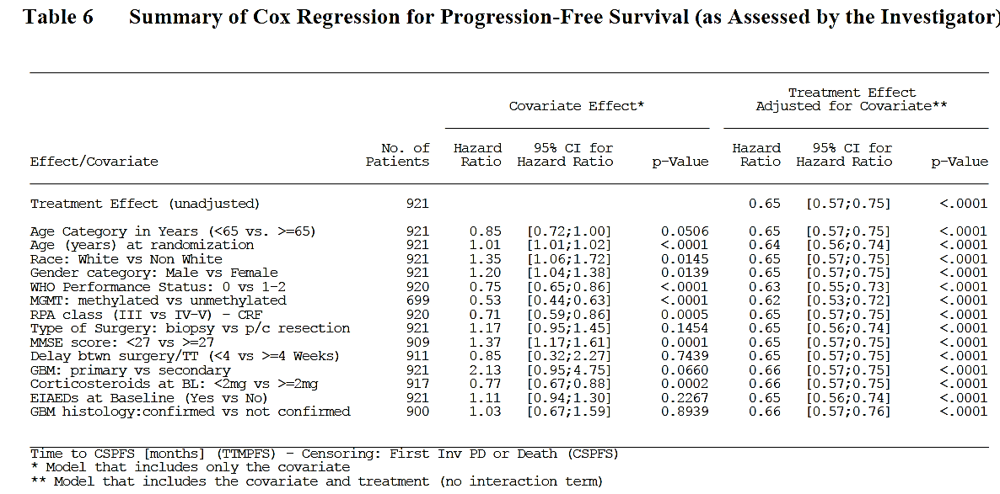 Table 6 Summary of Cox Regression for Progression-Free Survival (as Assessed by the Investigator)
Treatment Effect
Covariate Effect* Adjusted for Covariate**
No. of Hazard 95% CI for Hazard 95% CI for
Effect/Covariate Patients Ratio Hazard Ratio p-Value Ratio Hazard Ratio p-Value
Treatment Effect (unadjusted) 921 0.65 [0.57;0.75] <.0001
Age Category in Years (<65 vs. >=65) 921 0.85 [0.72;1.00] 0.0506 0.65 [0.57;0.75] <.0001
Age (years) at randomization 921 1.01 [1.01;1.02] <.0001 0.64 [0.56;0.74] <.0001
Race: White vs Non White 921 1.35 [1.06;1.72] 0.0145 0.65 [0.57;0.75] <.0001
Gender category: Male vs Female 921 1.20 [1.04;1.38] 0.0139 0.65 [0.57;0.75] <.0001
WHO Performance Status: 0 vs 1-2 920 0.75 [0.65;0.86] <.0001 0.63 [0.55;0.73] <.0001
MGMT: methylated vs unmethylated 699 0.53 [0.44;0.63] <.0001 0.62 [0.53;0.72] <.0001
RPA class (III vs IV-V) - CRF 920 0.71 [0.59;0.86] 0.0005 0.65 [0.57;0.75] <.0001
Type of Surgery: biopsy vs p/c resection 921 1.17 [0.95;1.45] 0.1454 0.65 [0.56;0.74] <.0001
MMSE score: <27 vs >=27 909 1.37 [1.17;1.61] 0.0001 0.65 [0.57;0.75] <.0001
Delay btwn surgery/TT (<4 vs >=4 Weeks) 911 0.85 [0.32;2.27] 0.7439 0.65 [0.57;0.75] <.0001
GBM: primary vs secondary 921 2.13 [0.95;4.75] 0.0660 0.66 [0.57;0.75] <.0001
Corticosteroids at BL: <2mg vs >=2mg 917 0.77 [0.67;0.88] 0.0002 0.66 [0.57;0.75] <.0001
EIAEDs at Baseline (Yes vs No) 921 1.11 [0.94;1.30] 0.2267 0.65 [0.56;0.74] <.0001
GBM histology:confirmed vs not confirmed 900 1.03 [0.67;1.59] 0.8939 0.66 [0.57;0.76] <.0001
Time to CSPFS [months] (TTMPFS) - Censoring: First Inv PD or Death (CSPFS)
* Model that includes only the covariate
** Model that includes the covariate and treatment (no interaction term)